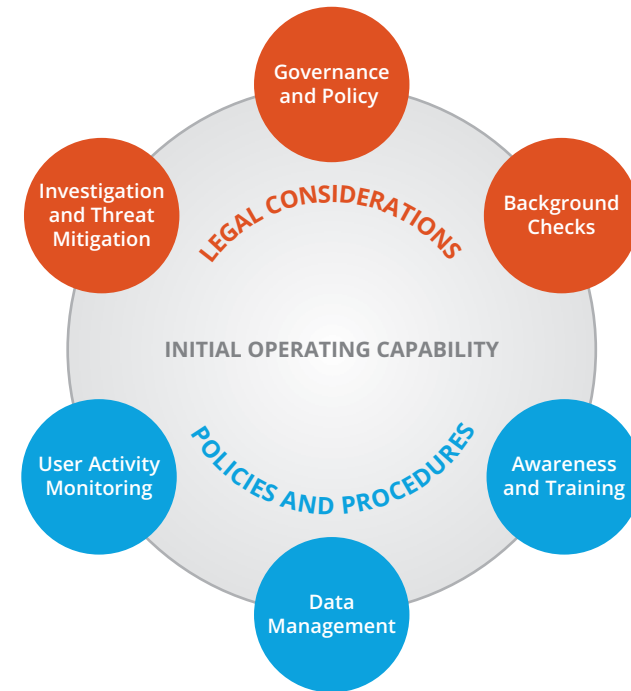 Governance
and Policy
Investigation
and Threat
Mitigation
Background
Checks
LEGAL CONSIDERATIONS
INITIAL OPERATING CAPABILITY
POLICIES AND PROCEDURES
User Activity
Monitoring
Awareness
and Training
Data
Management